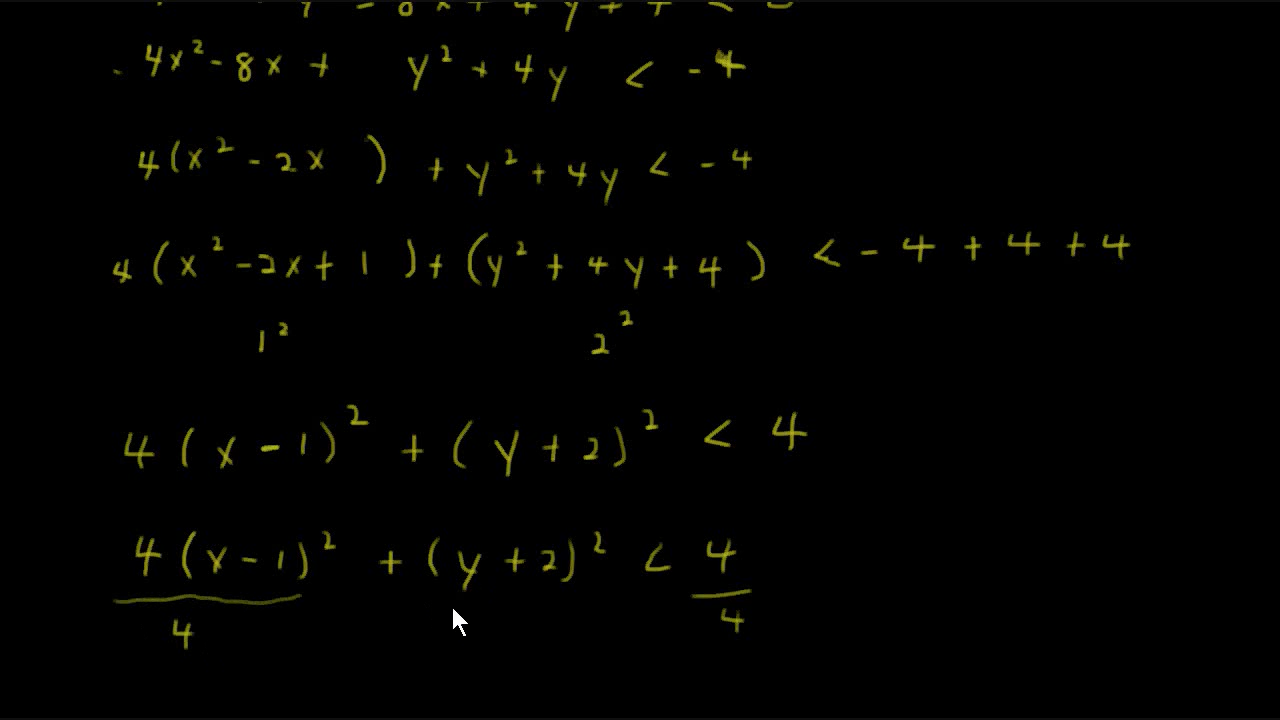 4x² - 8x + y² + 4y < -4
4(x² - 2x ) + y² + 4y < -4
4(x² - 2x + 1) + (y² + 4y + 4) < -4 + 4 + 4
1² 2²
4(x - 1)² + (y + 2)² < 4
4(x - 1)² + (y + 2)² < 4
4 4